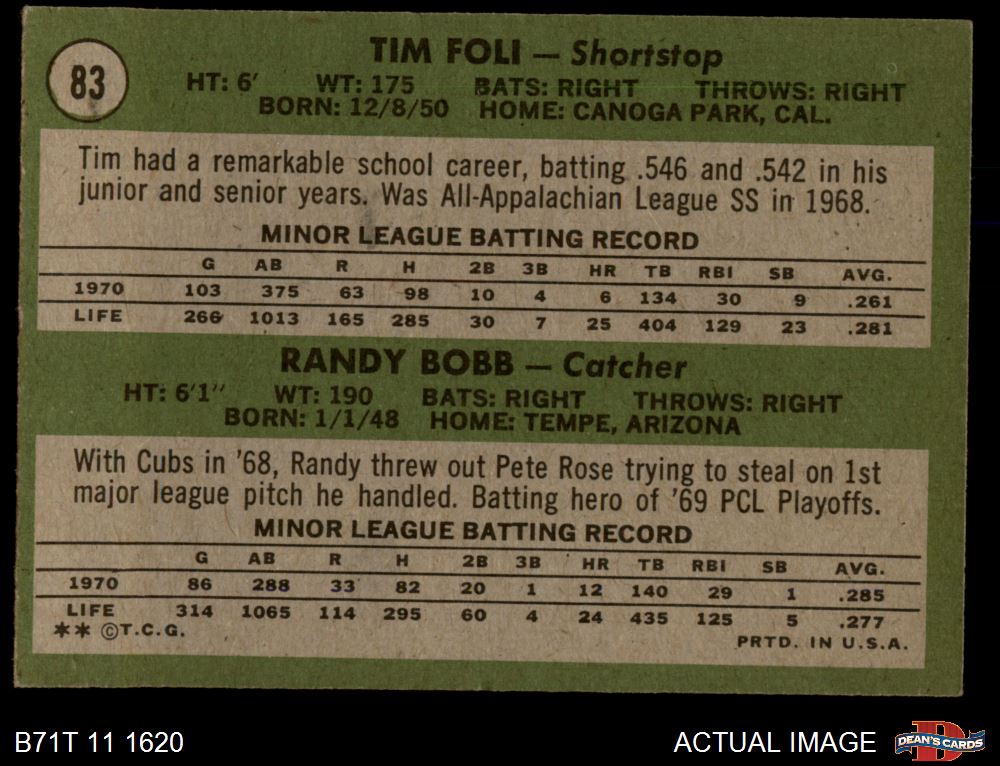 83
TIM FOLI — Shortstop
HT: 6' WT: 175 BATS: RIGHT THROWS: RIGHT
BORN: 12/8/50 HOME: CANOGA PARK, CAL.
Tim had a remarkable school career, batting .546 and .542 in his
junior and senior years. Was All-Appalachian League SS in 1968.
MINOR LEAGUE BATTING RECORD
G AB R H 2B 3B HR TB RBI SB AVG.
1970 103 375 63 98 10 4 6 134 30 9 .261
LIFE 266 1013 165 285 30 7 25 404 129 23 .281
RANDY BOBB — Catcher
HT: 6'1" WT: 190 BATS: RIGHT THROWS: RIGHT
BORN: 1/1/48 HOME: TEMPE, ARIZONA
With Cubs in '68, Randy threw out Pete Rose trying to steal on 1st
major league pitch he handled. Batting hero of '69 PCL Playoffs.
MINOR LEAGUE BATTING RECORD
G AB R H 2B 3B HR TB RBI SB AVG.
1970 86 288 33 82 20 1 12 140 29 1 .285
LIFE 314 1065 114 295 60 4 24 435 125 5 .277
** ©T.C.G. PRTD. IN U.S.A.
B71T 11 1620 ACTUAL IMAGE DEAN'S CARDS